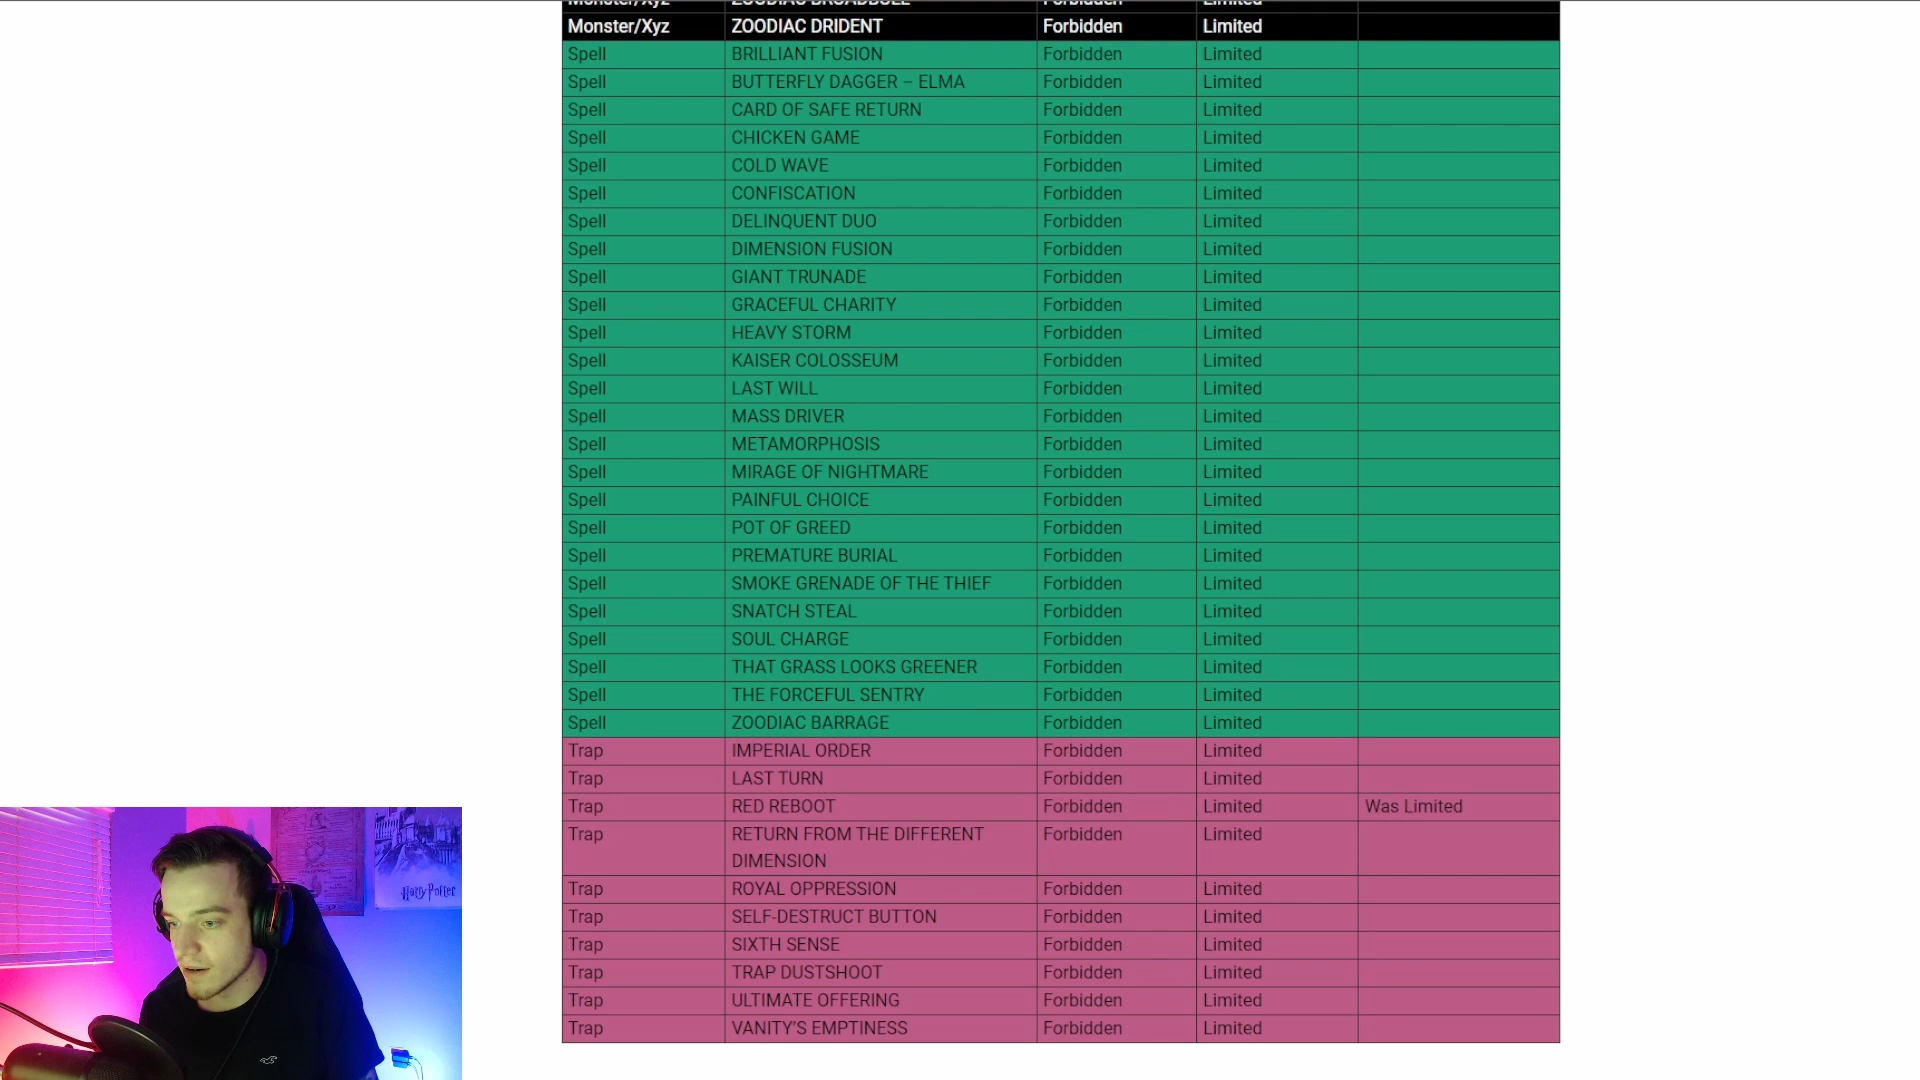 Monster/Xyz ZOODIAC BROADBULL Forbidden Limited
Monster/Xyz ZOODIAC DRIDENT Forbidden Limited
Spell BRILLIANT FUSION Forbidden Limited
Spell BUTTERFLY DAGGER – ELMA Forbidden Limited
Spell CARD OF SAFE RETURN Forbidden Limited
Spell CHICKEN GAME Forbidden Limited
Spell COLD WAVE Forbidden Limited
Spell CONFISCATION Forbidden Limited
Spell DELINQUENT DUO Forbidden Limited
Spell DIMENSION FUSION Forbidden Limited
Spell GIANT TRUNADE Forbidden Limited
Spell GRACEFUL CHARITY Forbidden Limited
Spell HEAVY STORM Forbidden Limited
Spell KAISER COLOSSEUM Forbidden Limited
Spell LAST WILL Forbidden Limited
Spell MASS DRIVER Forbidden Limited
Spell METAMORPHOSIS Forbidden Limited
Spell MIRAGE OF NIGHTMARE Forbidden Limited
Spell PAINFUL CHOICE Forbidden Limited
Spell POT OF GREED Forbidden Limited
Spell PREMATURE BURIAL Forbidden Limited
Spell SMOKE GRENADE OF THE THIEF Forbidden Limited
Spell SNATCH STEAL Forbidden Limited
Spell SOUL CHARGE Forbidden Limited
Spell THAT GRASS LOOKS GREENER Forbidden Limited
Spell THE FORCEFUL SENTRY Forbidden Limited
Spell ZOODIAC BARRAGE Forbidden Limited
Trap IMPERIAL ORDER Forbidden Limited
Trap LAST TURN Forbidden Limited
Trap RED REBOOT Forbidden Limited Was Limited
Trap RETURN FROM THE DIFFERENT Forbidden Limited
DIMENSION
Trap ROYAL OPPRESSION Forbidden Limited
Trap SELF-DESTRUCT BUTTON Forbidden Limited
Trap SIXTH SENSE Forbidden Limited
Trap TRAP DUSTSHOOT Forbidden Limited
Trap ULTIMATE OFFERING Forbidden Limited
Trap VANITY'S EMPTINESS Forbidden Limited
Harry Potter